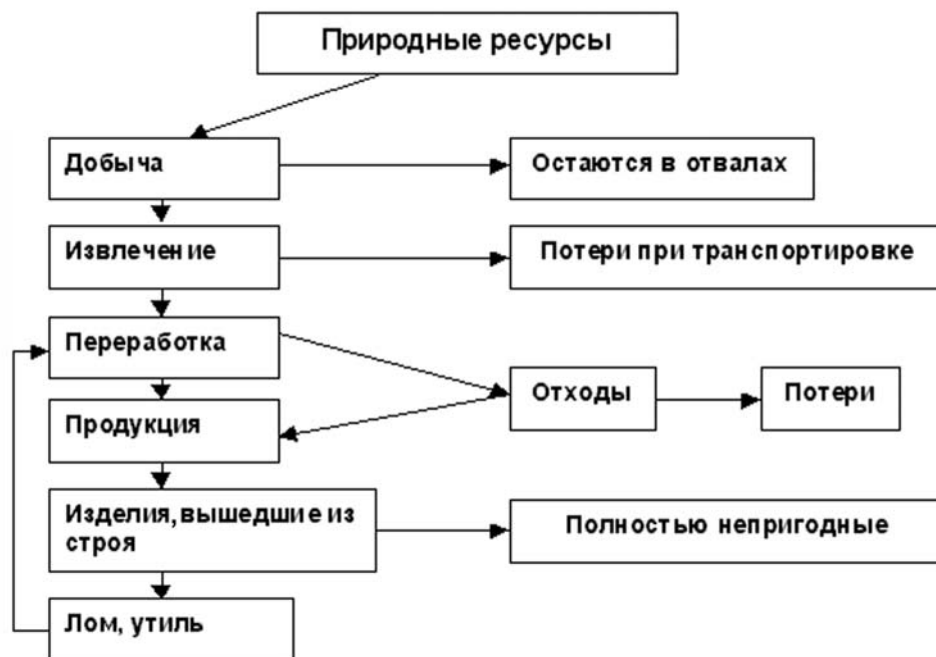 Природные ресурсы
Добыча
Остаются в отвалах
Извлечение
Потери при транспортировке
Переработка
Отходы
Потери
Продукция
Изделия, вышедшие из
строя
Полностью непригодные
Лом, утиль